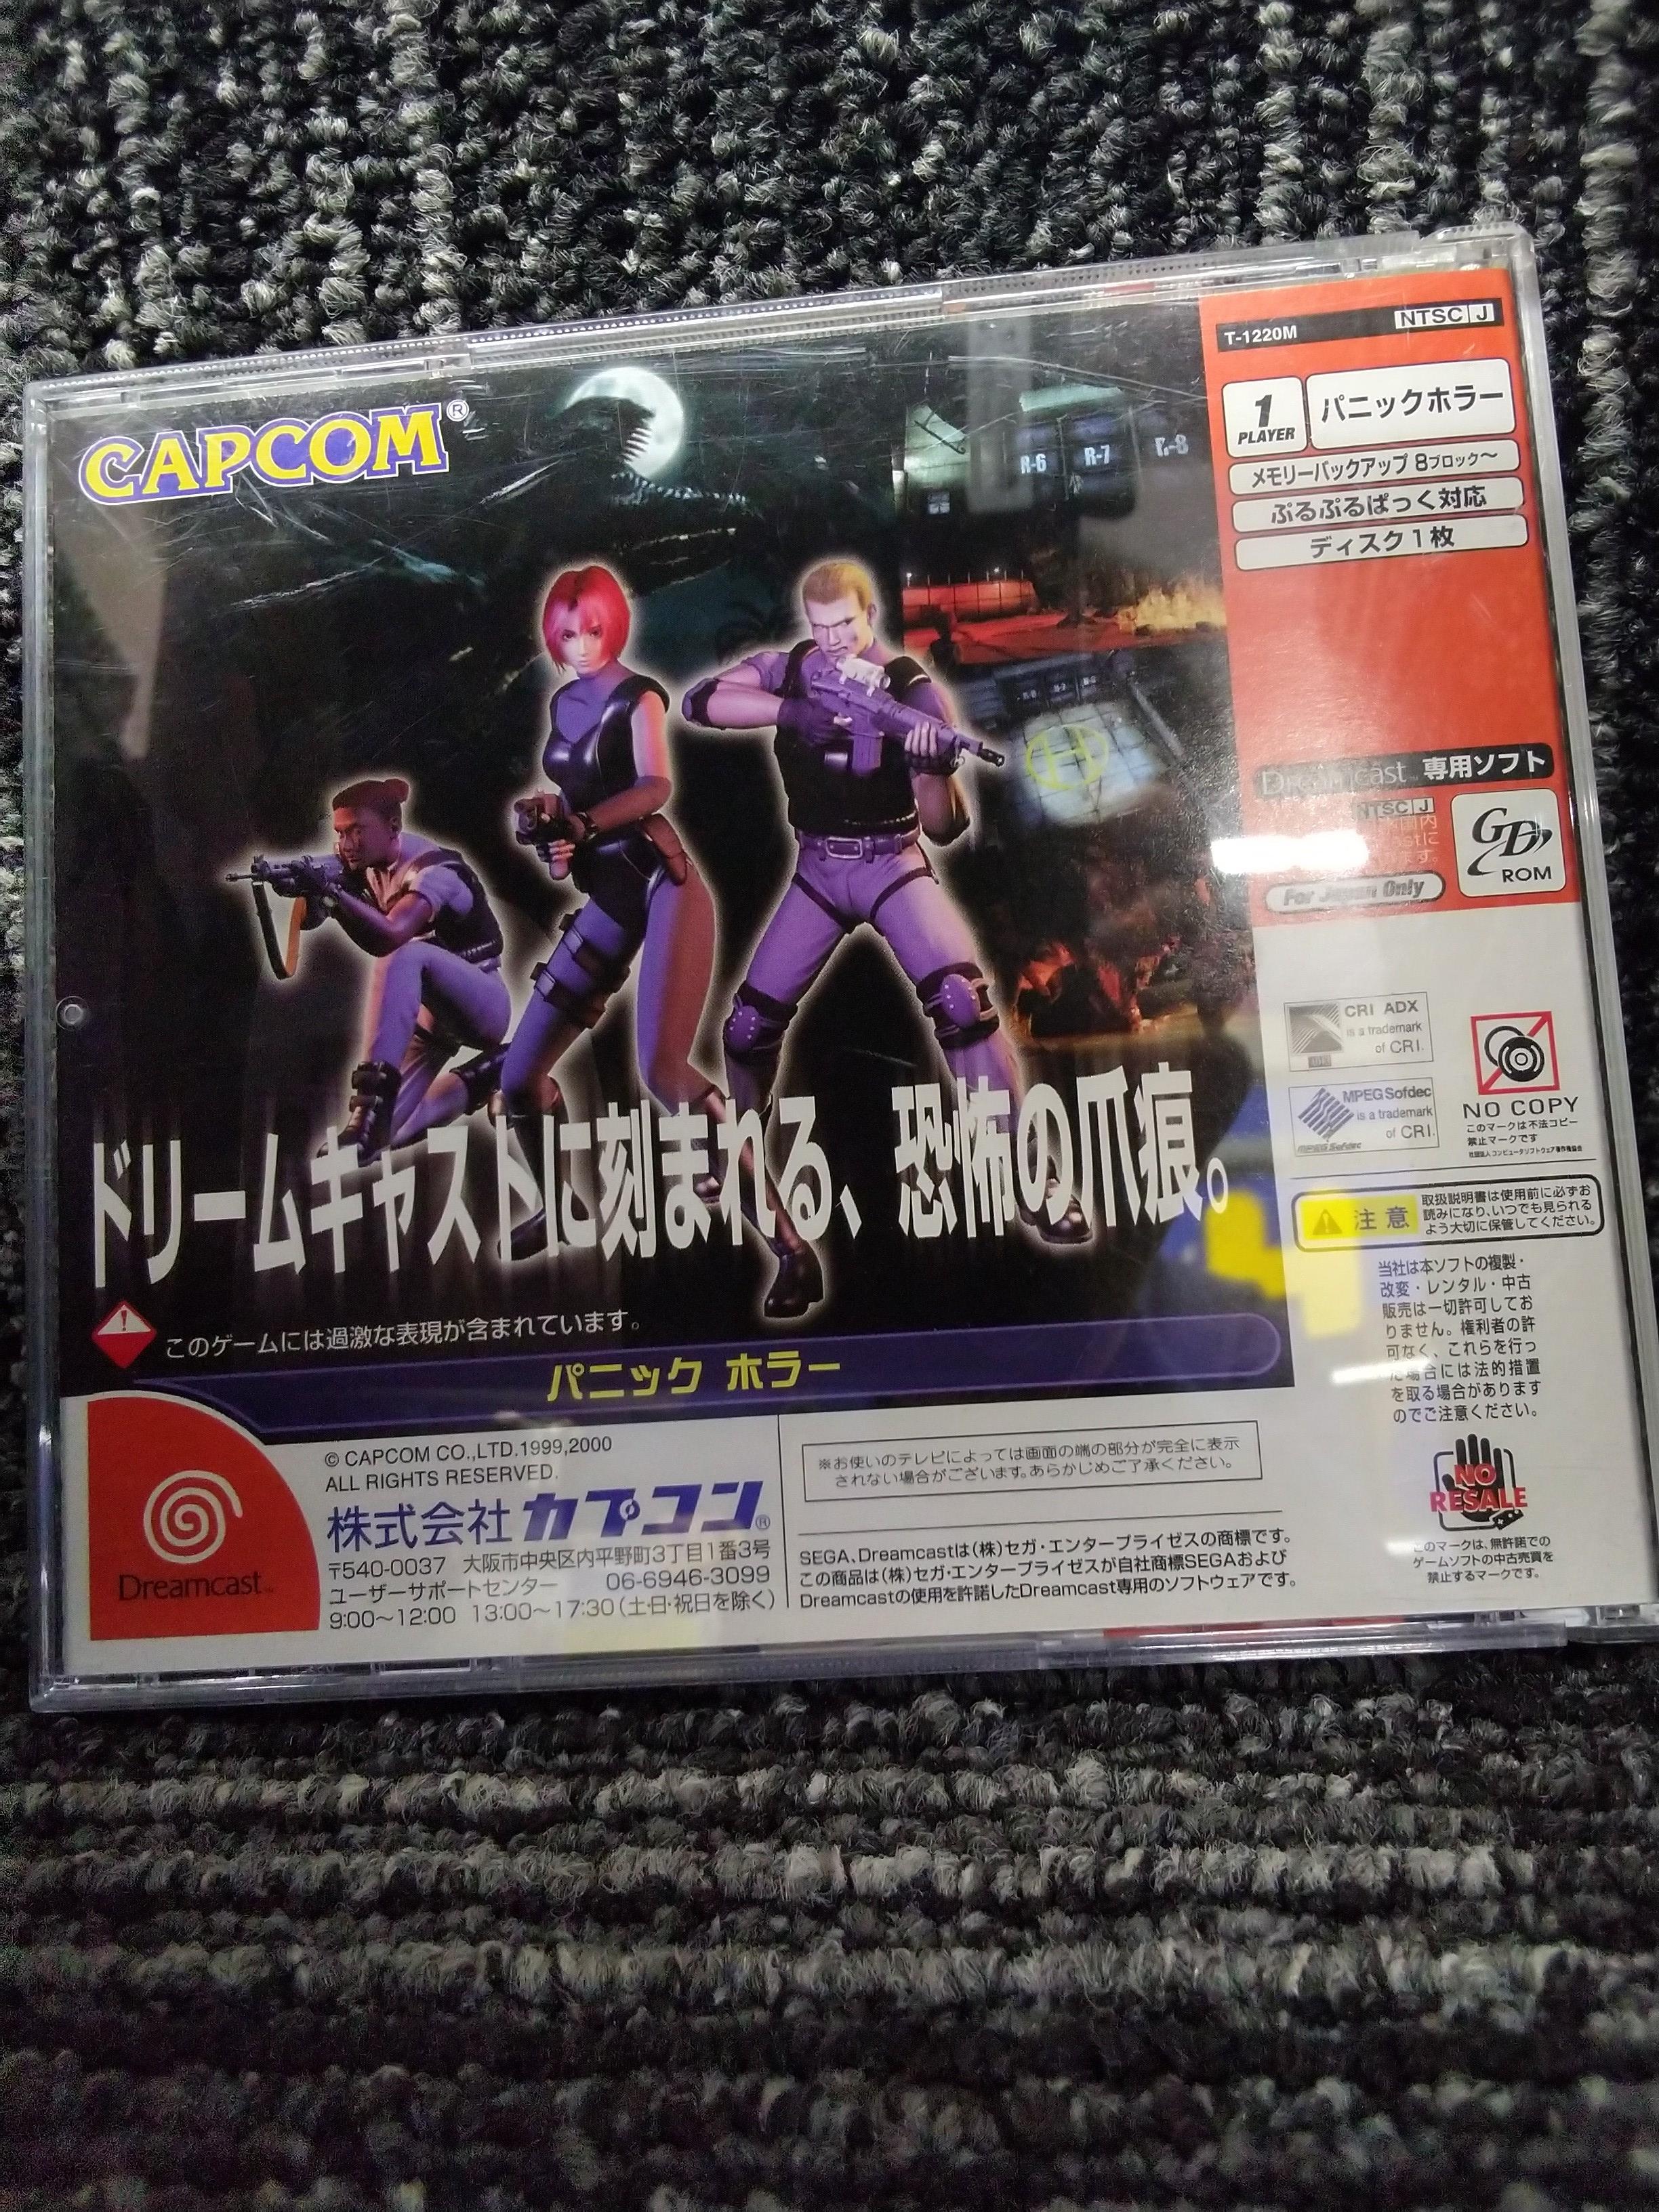 CAPCOM®
R-6
R-7
R-8
H
T-1220M
NTSC J
1
PLAYER
パニックホラー
メモリーバックアップ 8ブロック〜
ぷるぷるぱっく対応
ディスク1枚
Dreamcast 専用ソフト
NTSC J
For Japan Only
GD
ROM
CRI ADX
is a trademark
of CRI.
MPEG Sofdec
is a trademark
of CRI.
MPEG Sofdec
NO COPY
このマークは不法コピー
禁止マークです
社団法人コンピュータソフトウェア著作権協会
注意
取扱説明書は使用前に必ずお
読みになり、いつでも見られる
よう大切に保管してください。
当社は本ソフトの複製・
改変・レンタル・中古
販売は一切許可してお
りません。権利者の許
可なく、これらを行っ
た場合には法的措置
を取る場合があります
のでご注意ください。
NO
RESALE
このマークは、無許諾での
ゲームソフトの中古売買を
禁止するマークです。
ドリームキャストに刻まれる、恐怖の爪痕。
このゲームには過激な表現が含まれています。
パニック ホラー
Dreamcast
© CAPCOM CO.,LTD.1999,2000
ALL RIGHTS RESERVED.
株式会社カプコン®
〒540-0037 大阪市中央区内平野町3丁目1番3号
ユーザーサポートセンター 06-6946-3099
9:00〜12:00 13:00〜17:30(土・日・祝日を除く)
※お使いのテレビによっては画面の端の部分が完全に表示
されない場合がございます。あらかじめご了承ください。
SEGA、Dreamcastは(株)セガ・エンタープライゼスの商標です。
この商品は(株)セガ・エンタープライゼスが自社商標SEGAおよび
Dreamcastの使用を許諾したDreamcast専用のソフトウェアです。